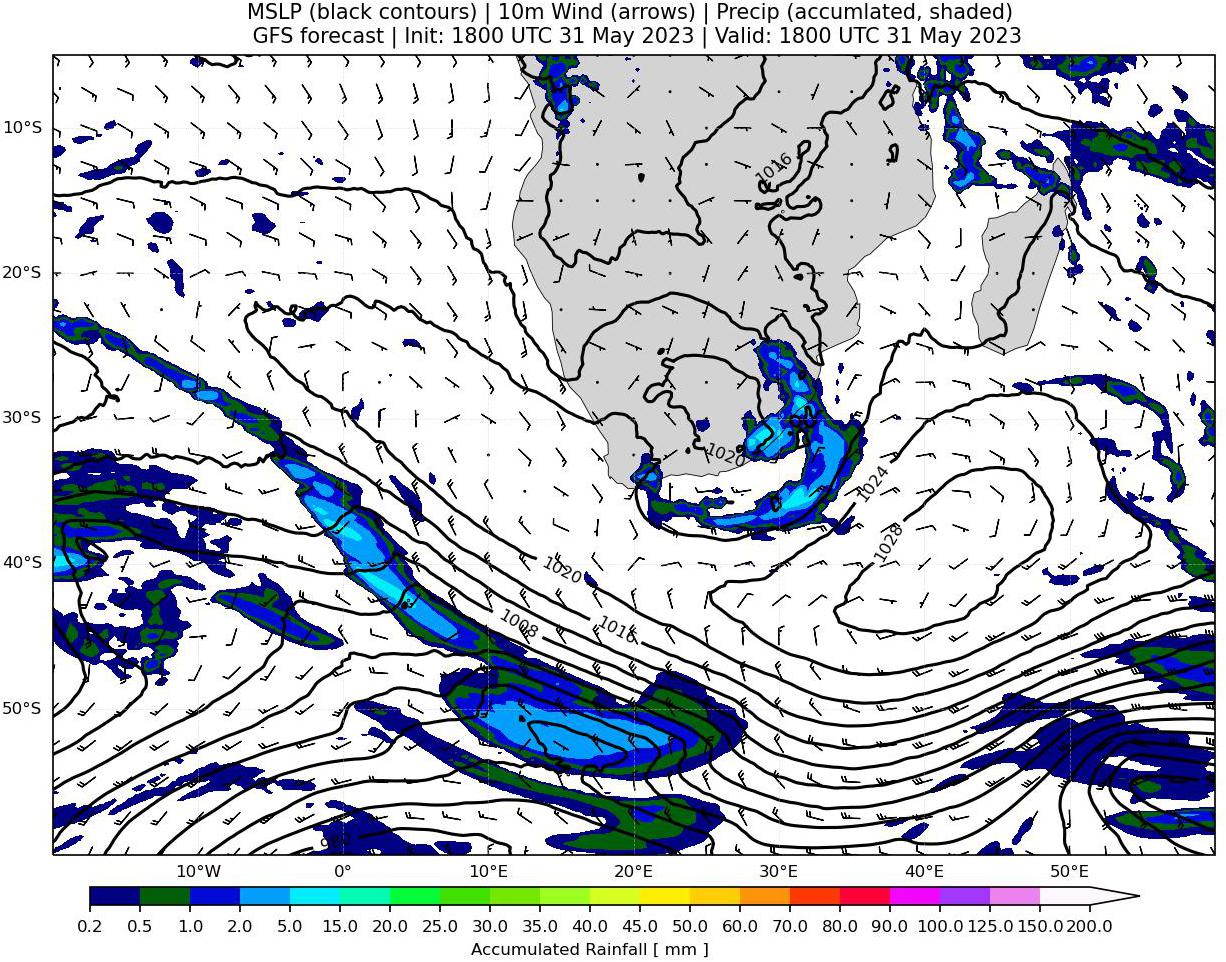 MSLP (black contours) | 10m Wind (arrows) | Precip (accumlated, shaded)
GFS forecast | Init: 1800 UTC 31 May 2023 | Valid: 1800 UTC 31 May 2023
10°S
1016
20°S
30°S
1020
1024
1028
40°S
1020
1008
1016
50°S
10°W 0° 10°E 20°E 30°E 40°E 50°E
0.2 0.5 1.0 2.0 5.0 10.0 15.0 20.0 25.0 30.0 35.0 40.0 45.0 50.0 60.0 70.0 80.0 90.0 100.0 125.0 150.0 200.0
Accumulated Rainfall [ mm ]